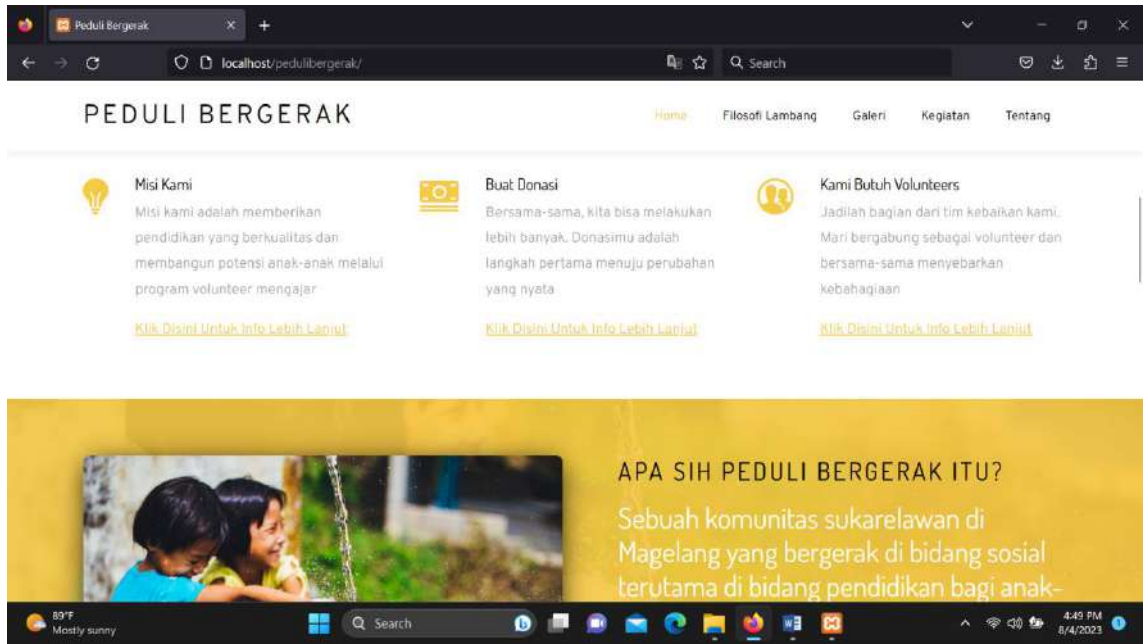 Peduli Bergerak
localhost/pedulibergerak/
Search
PEDULI BERGERAK
Home Filosofi Lambang Galeri Kegiatan Tentang
Misi Kami
Misi kami adalah memberikan
pendidikan yang berkualitas dan
membangun potensi anak-anak melalui
program volunteer mengajar
Klik Disini Untuk Info Lebih Lanjut
Buat Donasi
Bersama-sama, kita bisa melakukan
lebih banyak. Donasimu adalah
langkah pertama menuju perubahan
yang nyata
Klik Disini Untuk Info Lebih Lanjut
Kami Butuh Volunteers
Jadilah bagian dari tim kebaikan kami.
Mari bergabung sebagai volunteer dan
bersama-sama menyebarkan
kebahagiaan
Klik Disini Untuk Info Lebih Lanjut
APA SIH PEDULI BERGERAK ITU?
Sebuah komunitas sukarelawan di
Magelang yang bergerak di bidang sosial
terutama di bidang pendidikan bagi anak-
89°F
Mostly sunny
Search
4:49 PM
8/4/2023